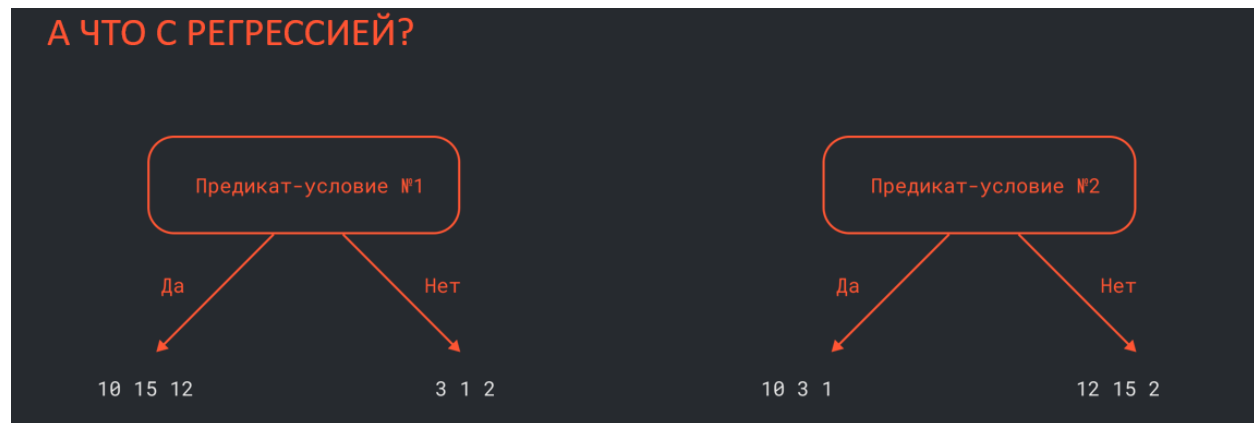 А ЧТО С РЕГРЕССИЕЙ?
Предикат-условие №1
Да
Нет
10 15 12
3 1 2
Предикат-условие №2
Да
Нет
10 3 1
12 15 2